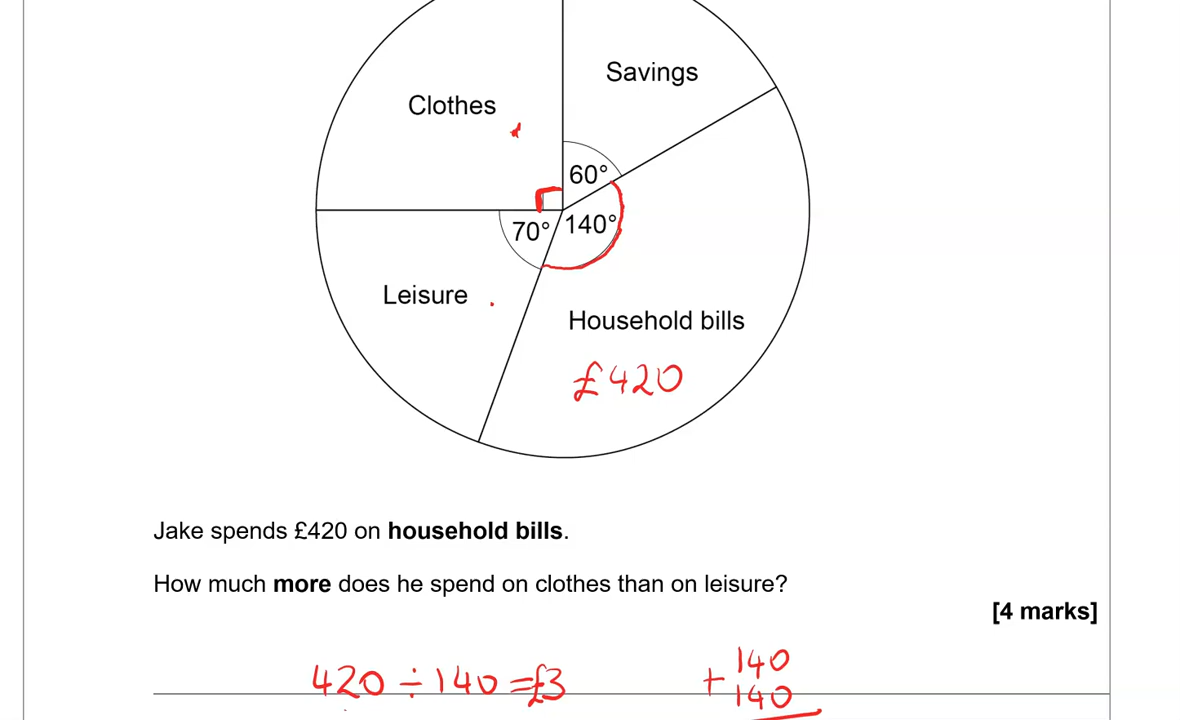 Savings
Clothes
60°
70° 140°
Leisure
Household bills
£420
Jake spends £420 on household bills.
How much more does he spend on clothes than on leisure?
[4 marks]
420 ÷ 140 = £3
140
+ 140